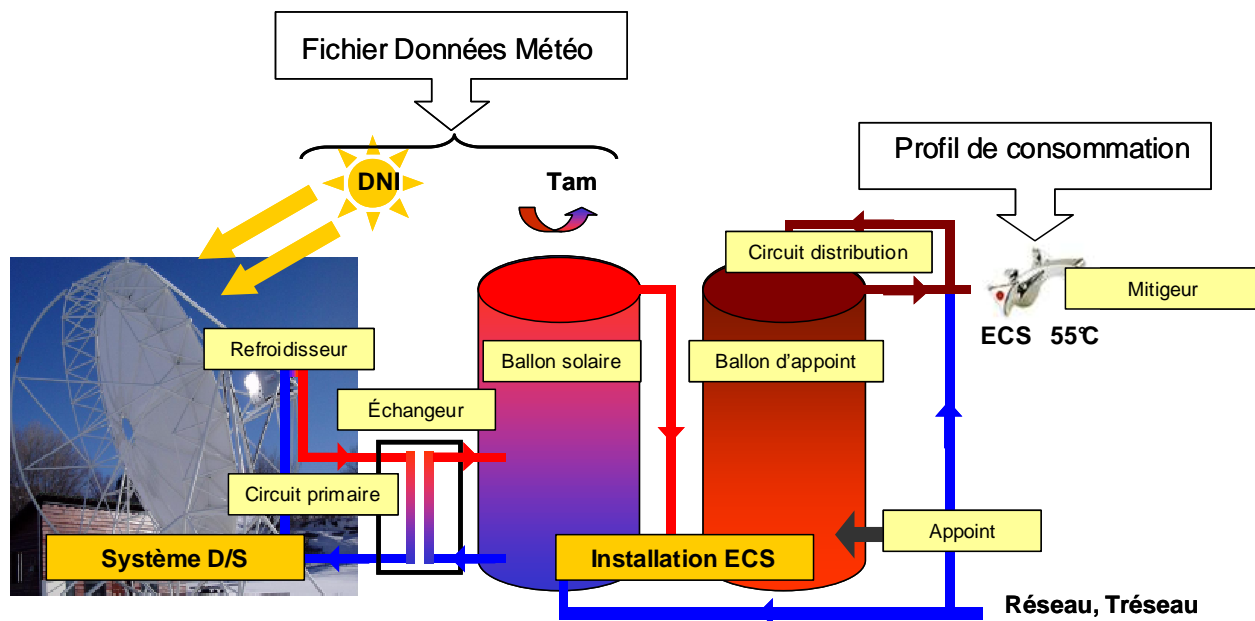 Fichier Données Météo
Profil de consommation
DNI
Tam
Circuit distribution
Mitigeur
ECS 55°C
Refroidisseur
Ballon solaire
Ballon d'appoint
Échangeur
Circuit primaire
Appoint
Système D/S
Installation ECS
Réseau, Tréseau